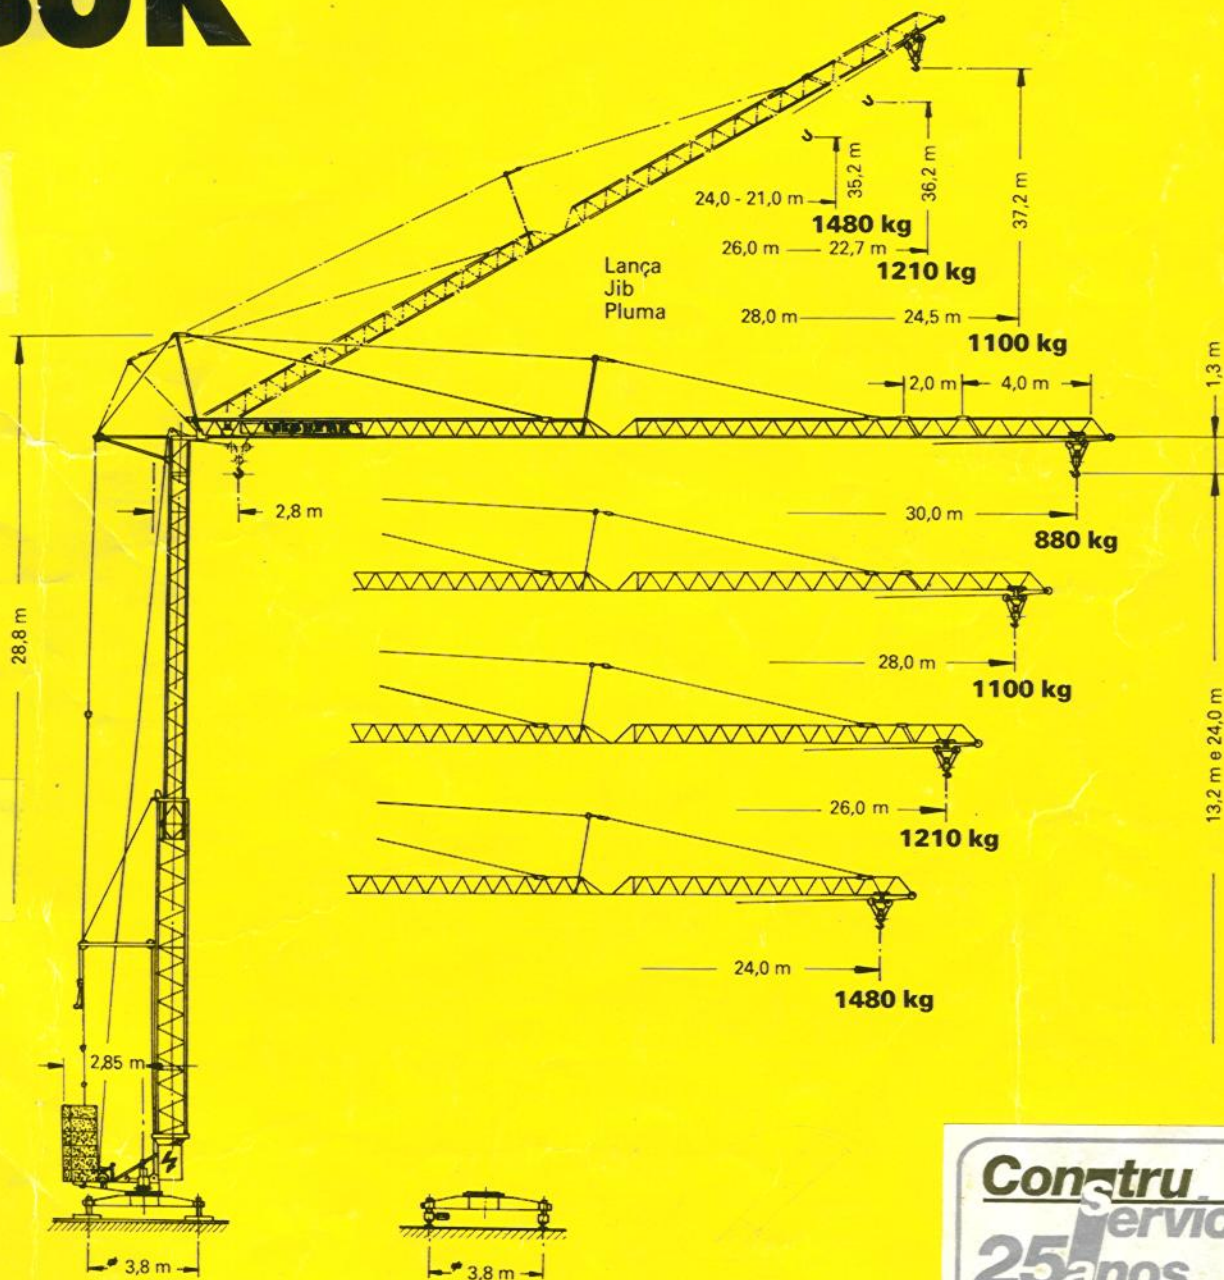 35,2 m
36,2 m
37,2 m
24,0 - 21,0 m
1480 kg
26,0 m 22,7 m
1210 kg
Lança
Jib
Pluma
28,0 m 24,5 m
1100 kg
2,0 m 4,0 m
1,3 m
LIEBHERR
2,8 m
30,0 m
880 kg
28,8 m
28,0 m
1100 kg
13,2 m e 24,0 m
26,0 m
1210 kg
24,0 m
1480 kg
2,85 m
3,8 m
3,8 m
Constru
Servic
25 anos